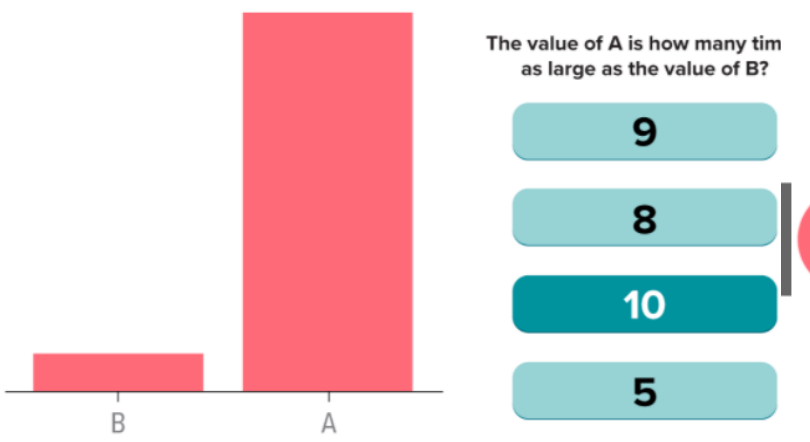 The value of A is how many tim
as large as the value of B?
9
8
10
5
B
A